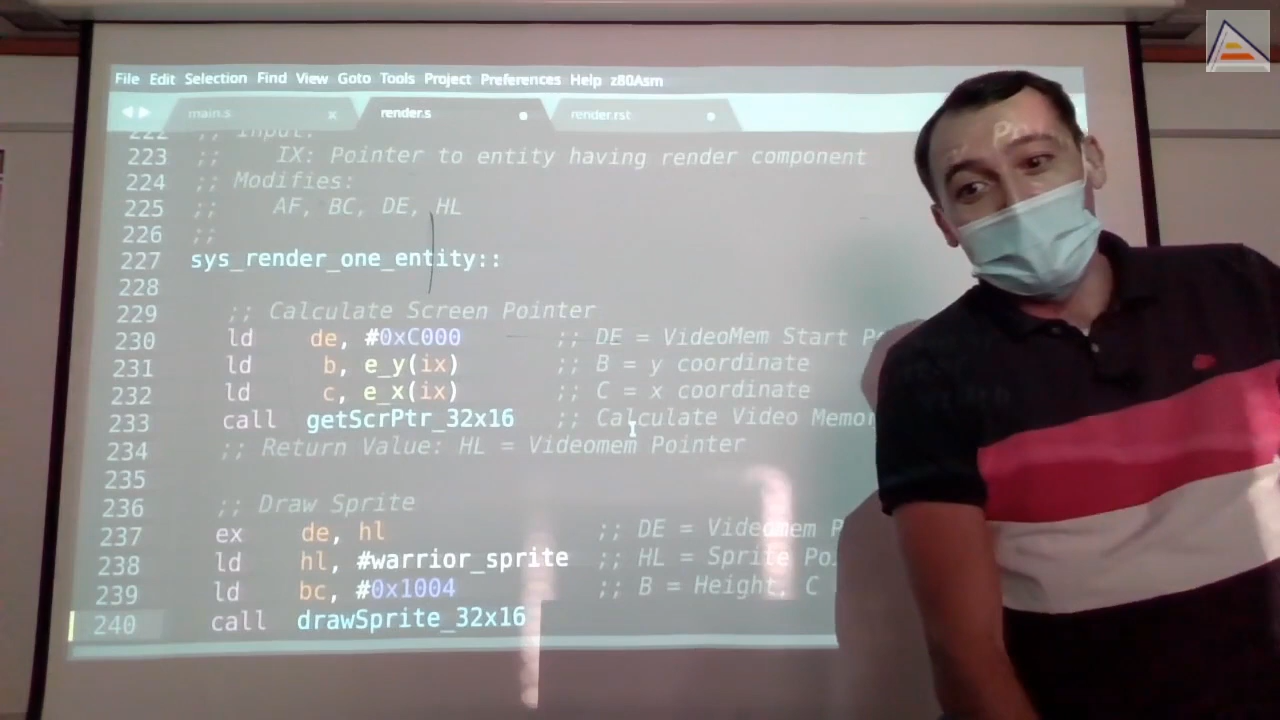 File Edit Selection Find View Goto Tools Project Preferences Help z80Asm
main.s x render.s render.rst
222 ;; Input:
223 ;; IX: Pointer to entity having render component
224 ;; Modifies:
225 ;; AF, BC, DE, HL
226 ;;
227 sys_render_one_entity::
228
229 ;; Calculate Screen Pointer
230 ld de, #0xC000 ;; DE = VideoMem Start P
231 ld b, e_y(ix) ;; B = y coordinate
232 ld c, e_x(ix) ;; C = x coordinate
233 call getScrPtr_32x16 ;; Calculate Video Memor
234 ;; Return Value: HL = Videomem Pointer
235
236 ;; Draw Sprite
237 ex de, hl ;; DE = Videomem P
238 ld hl, #warrior_sprite ;; HL = Sprite Poi
239 ld bc, #0x1004 ;; B = Height, C
240 call drawSprite_32x16